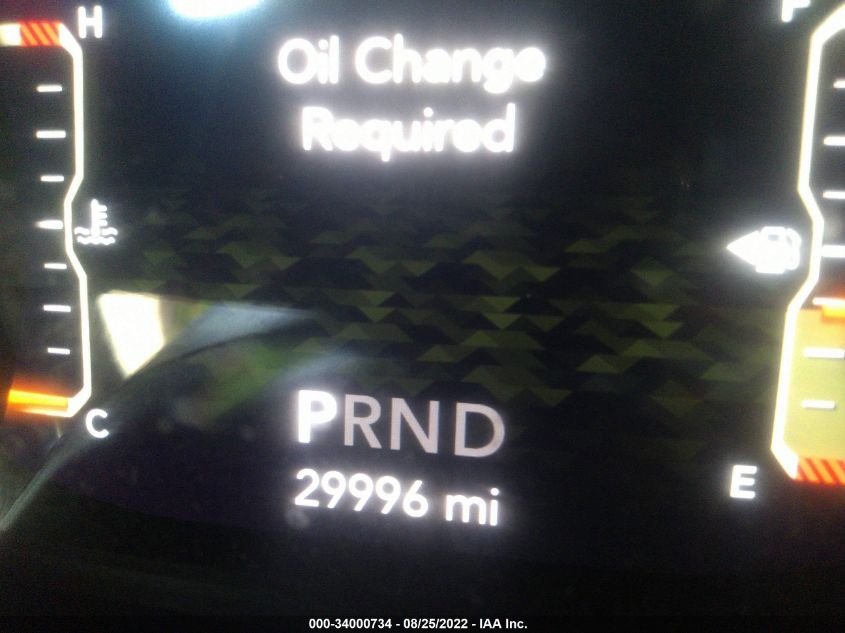 H
F
Oil Change
Required
PRND
C
E
29996 mi
000-34000734 - 08/25/2022 - IAA Inc.